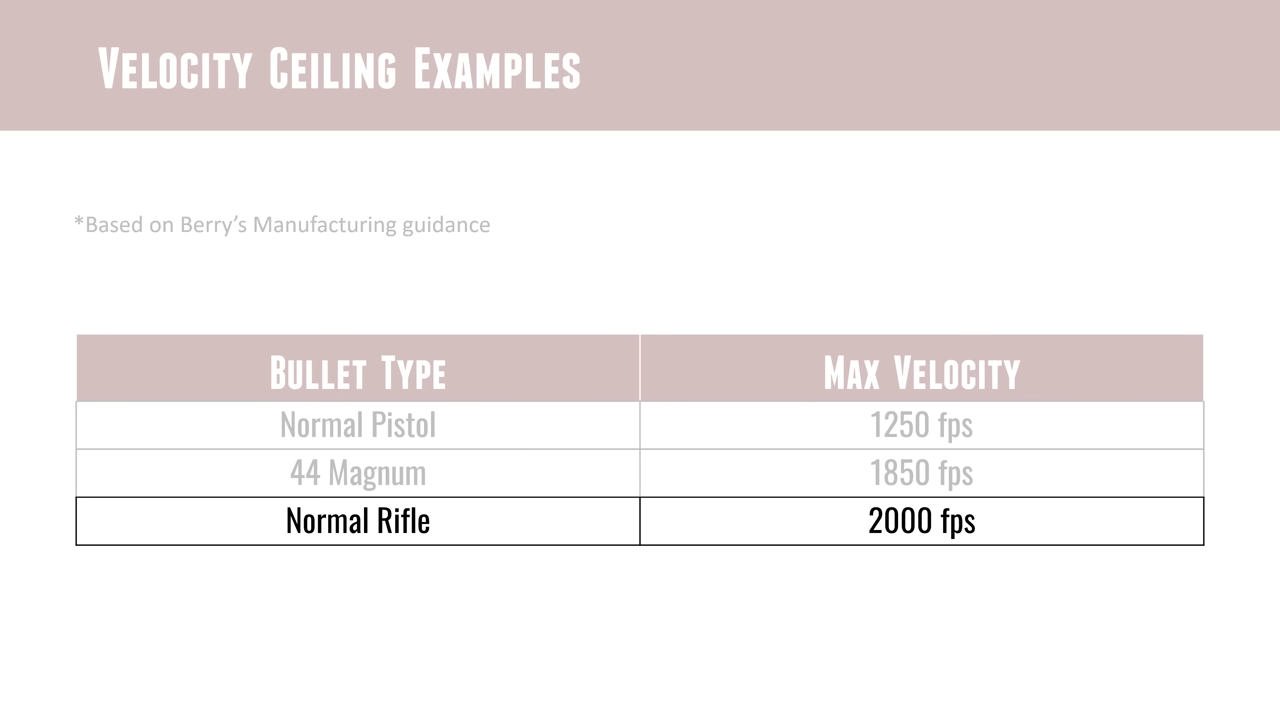 Velocity Ceiling Examples
*Based on Berry’s Manufacturing guidance
Bullet Type Max Velocity
Normal Pistol 1250 fps
44 Magnum 1850 fps
Normal Rifle 2000 fps